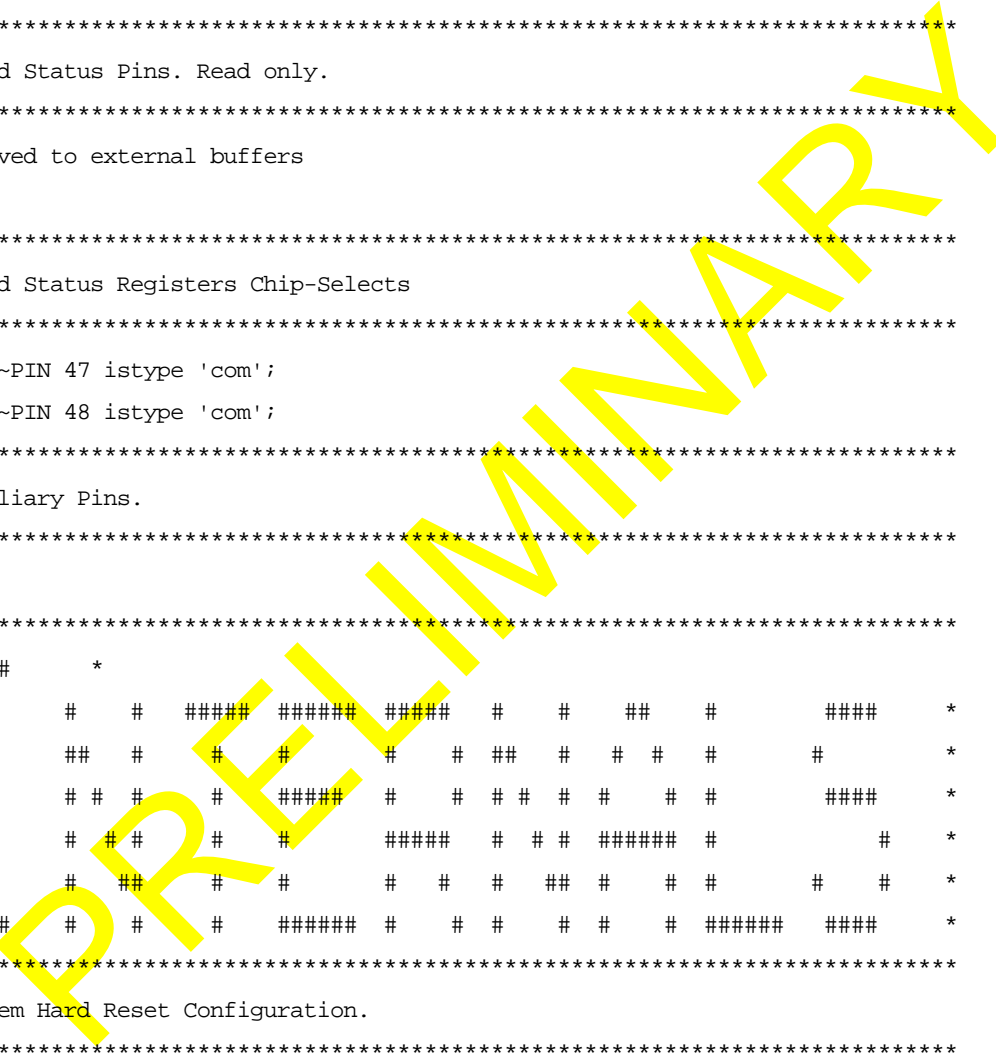 ************************************************************************
d Status Pins. Read only.
************************************************************************
ved to external buffers
************************************************************************
d Status Registers Chip-Selects
************************************************************************
~PIN 47 istype 'com';
~PIN 48 istype 'com';
************************************************************************
liary Pins.
************************************************************************
************************************************************************
#      *
     #    #   #####  ######  #####   #    #    ##    #        ####     *
     ##   #     #    #       #    #  ##   #   #  #   #       #         *
     # #  #     #    #####   #    #  # #  #  #    #  #        ####     *
     #  # #     #    #       #####   #  # #  ######  #            #    *
     #   ##     #    #       #   #   #   ##  #    #  #       #    #    *
#    #    #     #    ######  #    #  #    #  #    #  ######   ####     *
************************************************************************
em Hard Reset Configuration.
************************************************************************
PRELIMINARY